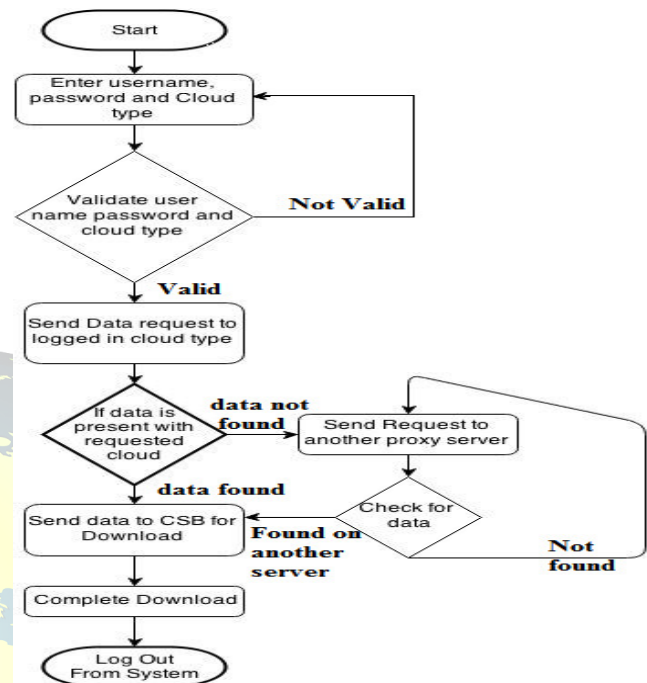 Start
Enter username,
password and Cloud
type
Validate user
name password and
cloud type
Not Valid
Valid
Send Data request to
logged in cloud type
If data is
present with
requested
cloud
data not
found
Send Request to
another proxy server
data found
Check for
data
Send data to CSB for
Download
Found on
another
server
Not
found
Complete Download
Log Out
From System